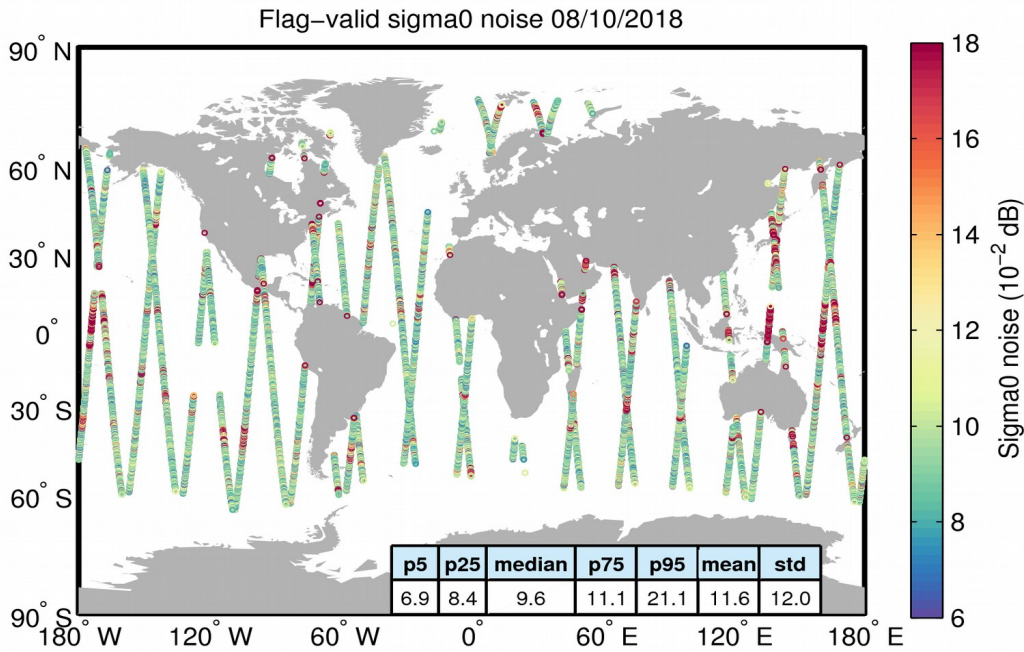 Flag−valid sigma0 noise 08/10/2018
90° N
60° N
30° N
0°
30° S
60° S
90° S
180° W
120° W
60° W
0°
60° E
120° E
180° E
p5 p25 median p75 p95 mean std
6.9 8.4 9.6 11.1 21.1 11.6 12.0
18
16
14
12
10
8
6
Sigma0 noise (10⁻² dB)